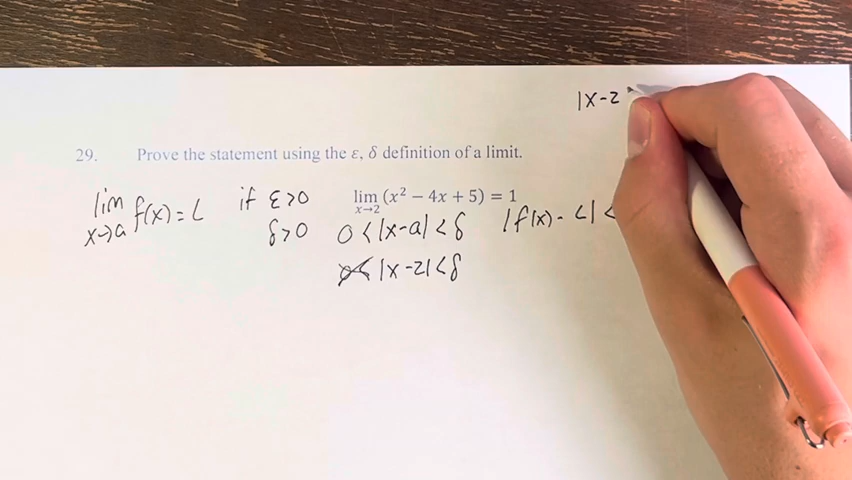 |x-2
29. Prove the statement using the ε, δ definition of a limit.
lim x→a f(x) = L if ε>0 lim x→2 (x² − 4x + 5) = 1
δ>0 0<|x-a|<δ |f(x) - L| <
0< |x-2|<δ